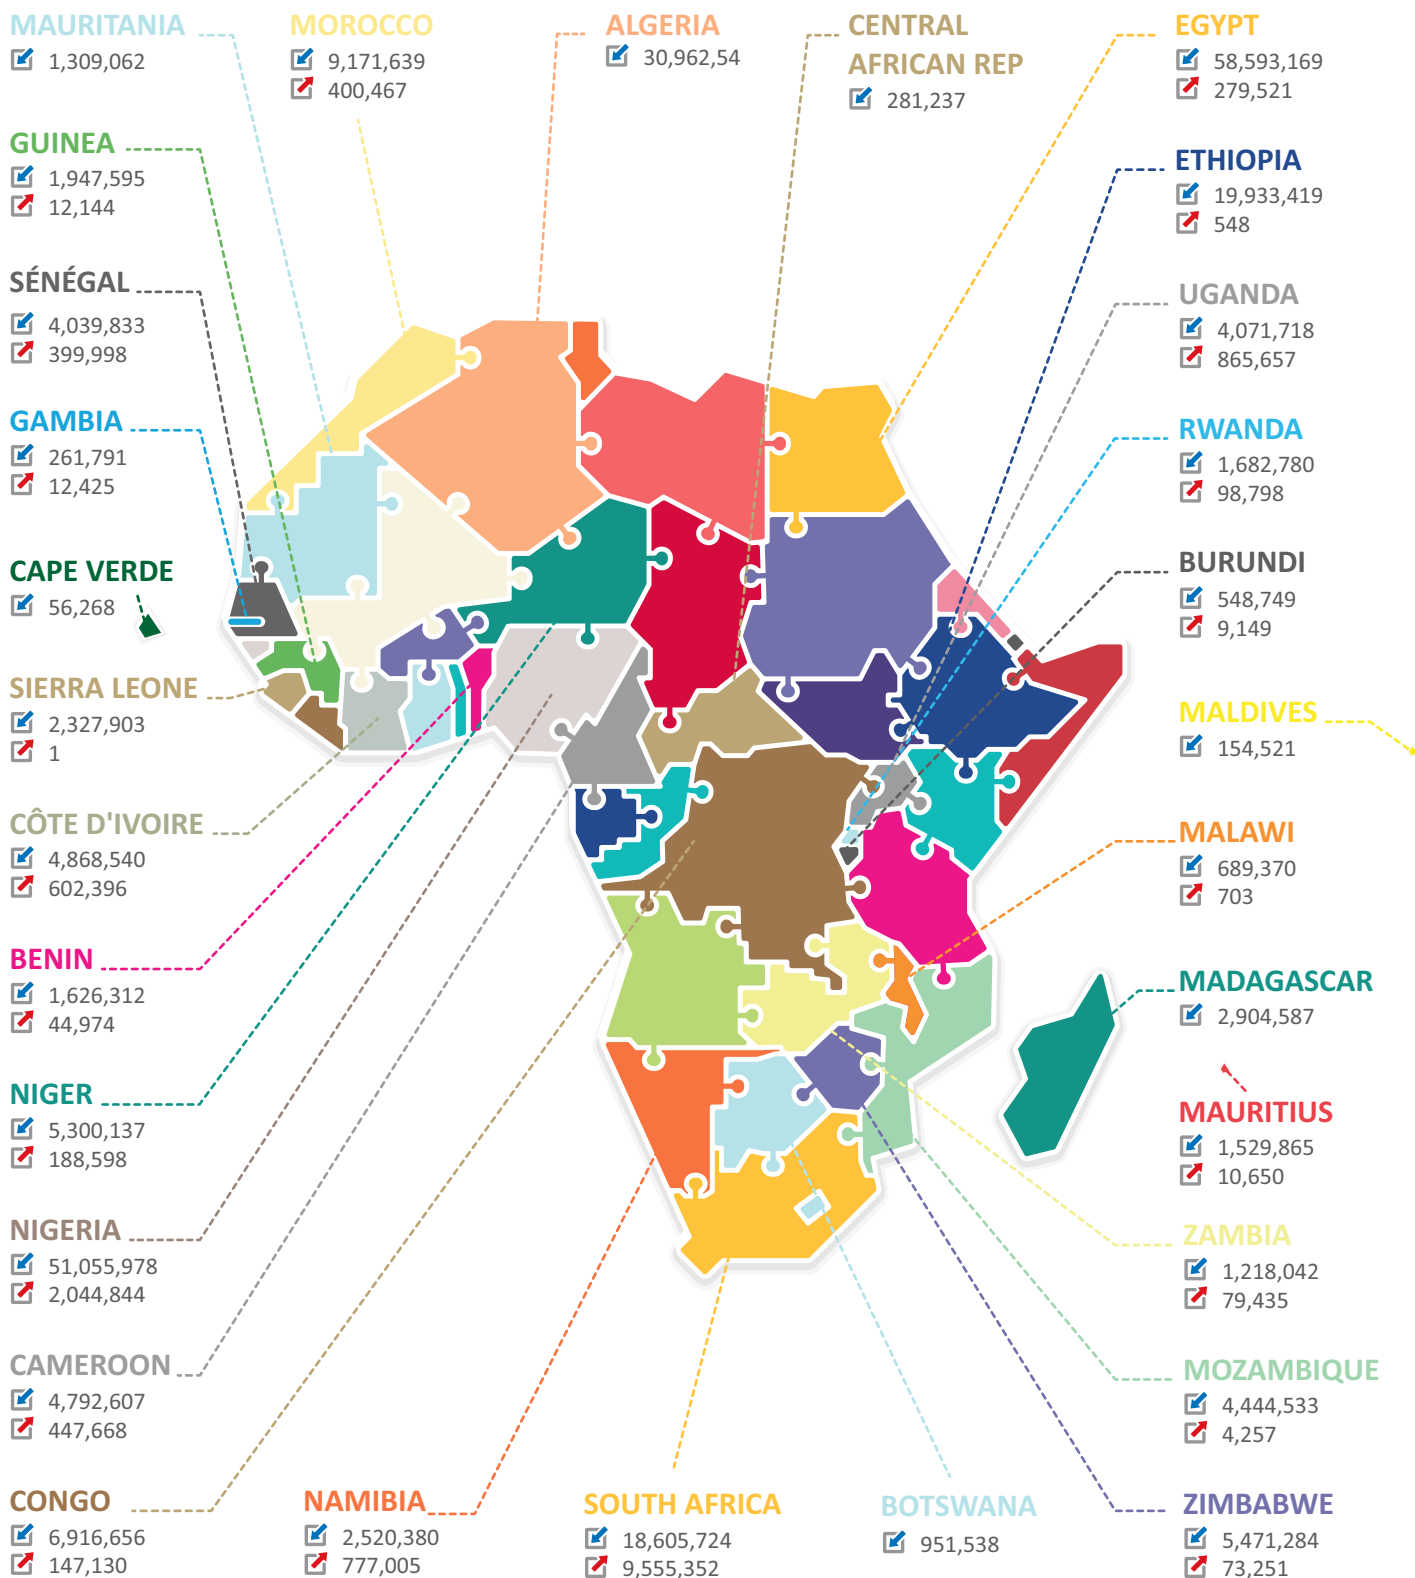 MAURITANIA
1,309,062
MOROCCO
9,171,639
400,467
ALGERIA
30,962,54
CENTRAL
AFRICAN REP
281,237
EGYPT
58,593,169
279,521
GUINEA
1,947,595
12,144
ETHIOPIA
19,933,419
548
SÉNÉGAL
4,039,833
399,998
UGANDA
4,071,718
865,657
GAMBIA
261,791
12,425
RWANDA
1,682,780
98,798
CAPE VERDE
56,268
BURUNDI
548,749
9,149
SIERRA LEONE
2,327,903
1
MALDIVES
154,521
CÔTE D'IVOIRE
4,868,540
602,396
MALAWI
689,370
703
BENIN
1,626,312
44,974
MADAGASCAR
2,904,587
NIGER
5,300,137
188,598
MAURITIUS
1,529,865
10,650
NIGERIA
51,055,978
2,044,844
ZAMBIA
1,218,042
79,435
CAMEROON
4,792,607
447,668
MOZAMBIQUE
4,444,533
4,257
CONGO
6,916,656
147,130
NAMIBIA
2,520,380
777,005
SOUTH AFRICA
18,605,724
9,555,352
BOTSWANA
951,538
ZIMBABWE
5,471,284
73,251